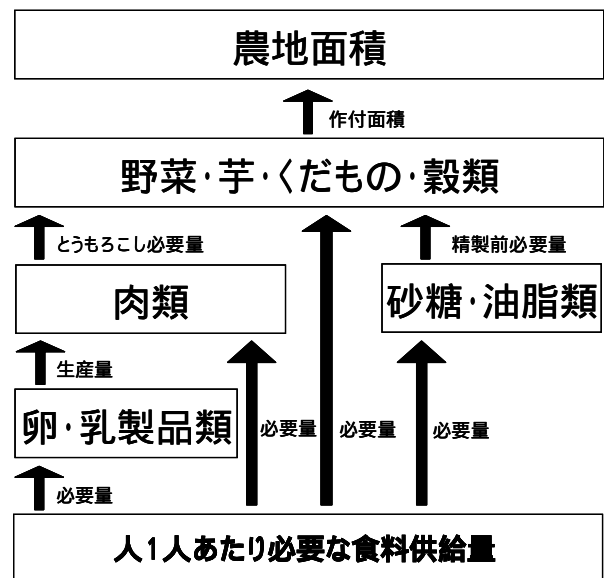 農地面積
作付面積
野菜・芋・くだもの・穀類
とうもろこし必要量
精製前必要量
肉類
砂糖・油脂類
生産量
卵・乳製品類
必要量
必要量
必要量
必要量
人1人あたり必要な食料供給量